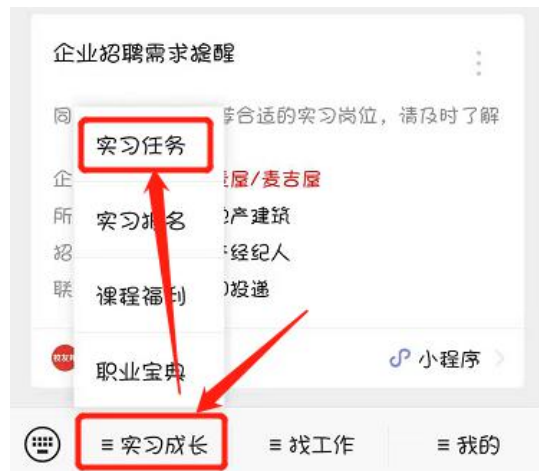 企业招聘需求提醒
同
荐合适的实习岗位，请及时了解
实习任务
企
屋/麦吉屋
所
实习报名
产建筑
招
经纪人
联
课程福利
投递
职业宝典
小程序
≡ 实习成长
≡ 找工作
≡ 我的